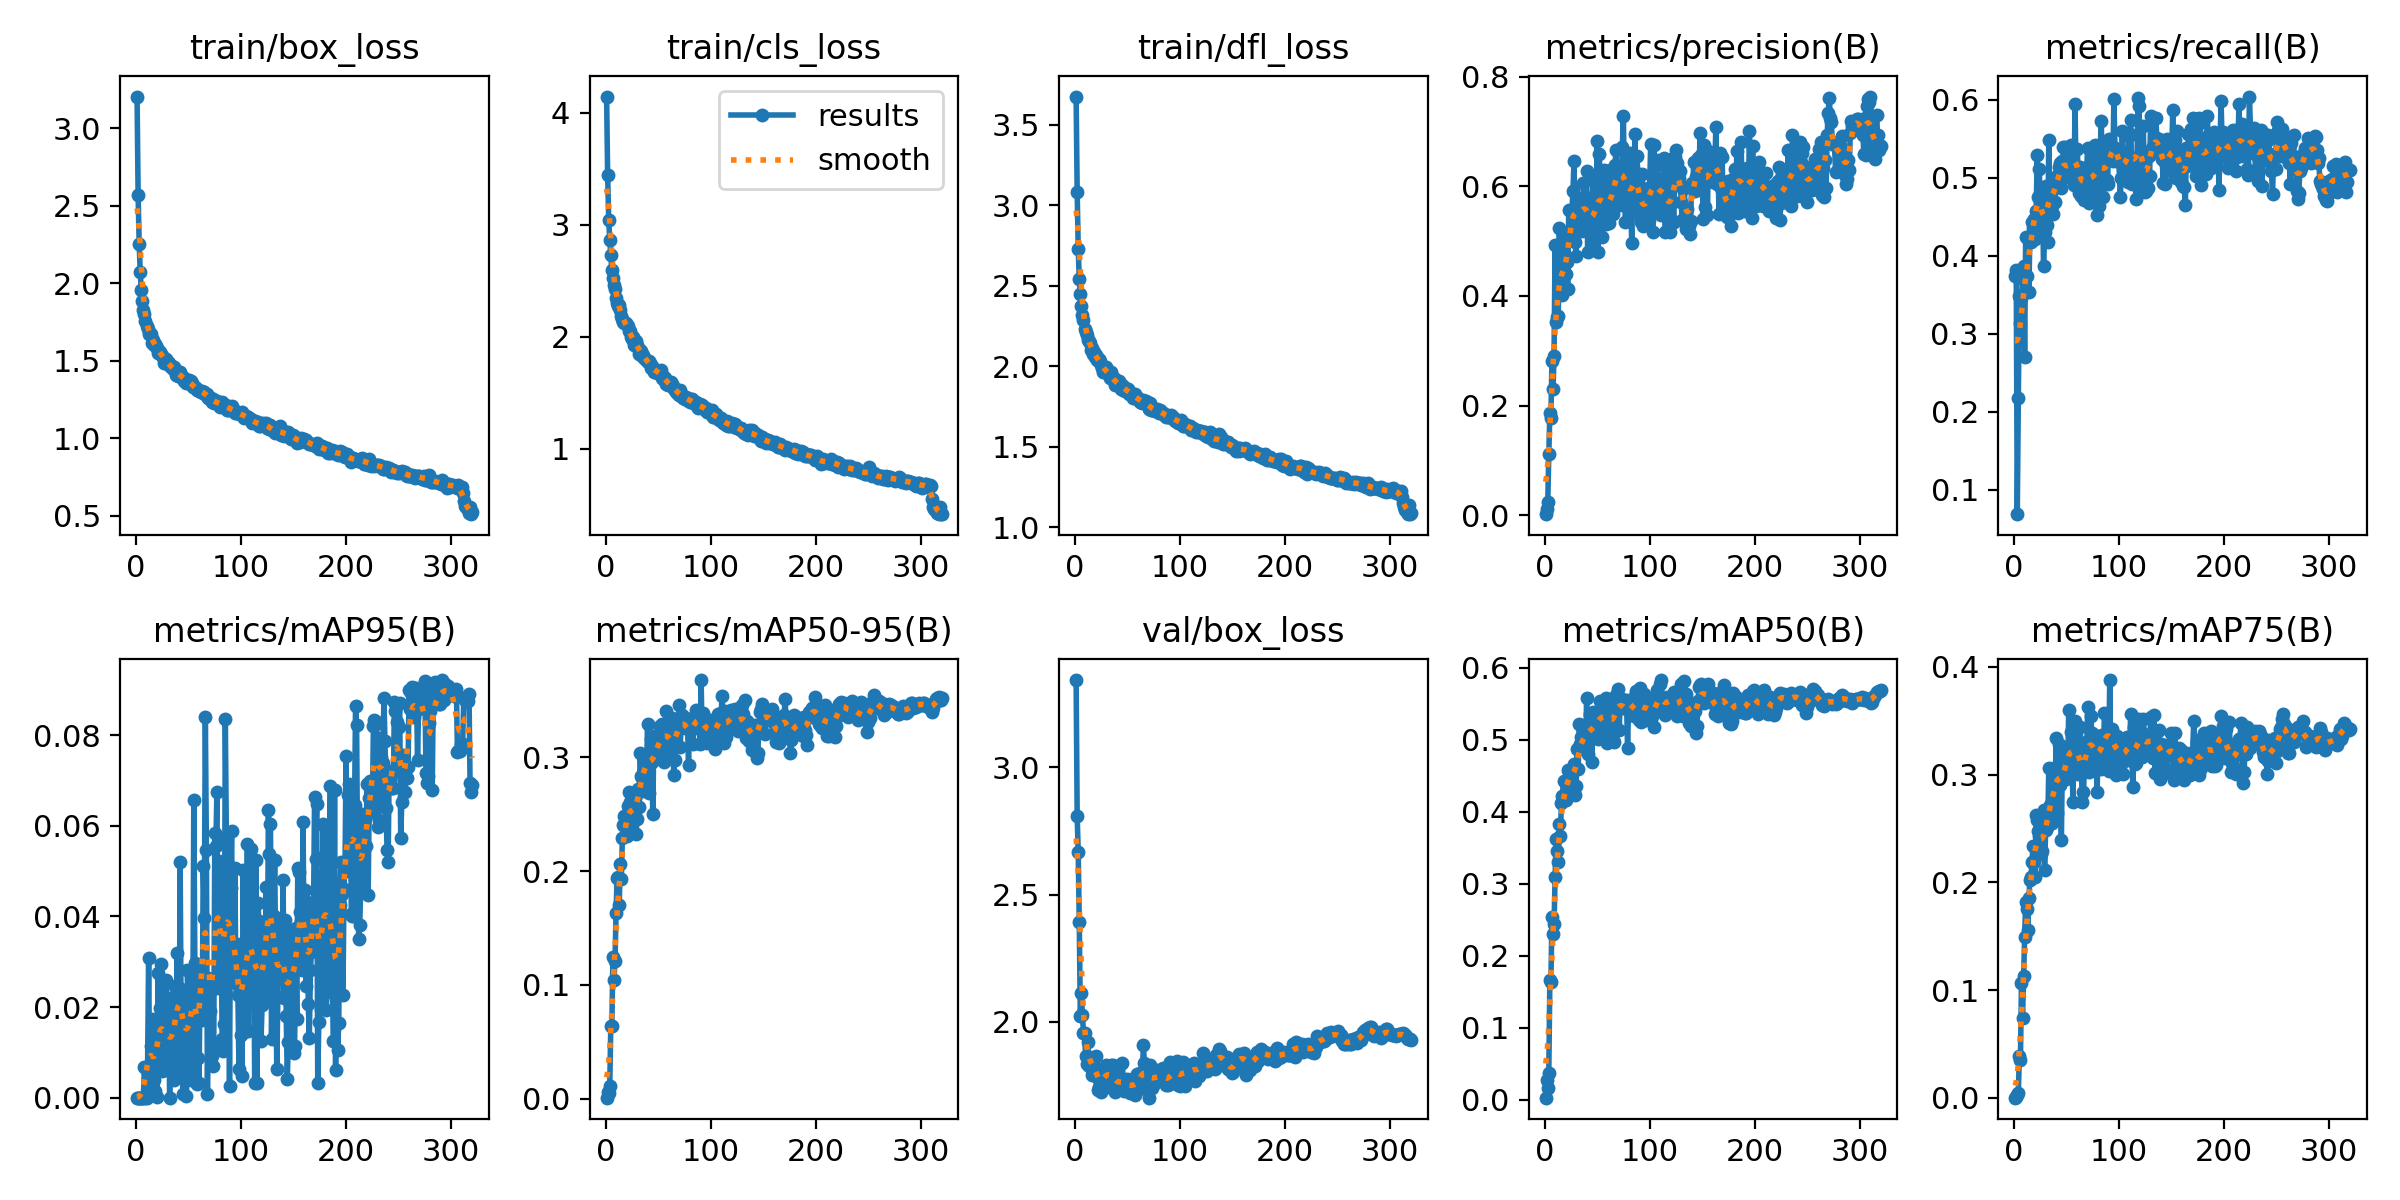 train/box_loss
3.0
2.5
2.0
1.5
1.0
0.5
0 100 200 300
train/cls_loss
results
smooth
4
3
2
1
0 100 200 300
train/dfl_loss
3.5
3.0
2.5
2.0
1.5
1.0
0 100 200 300
metrics/precision(B)
0.8
0.6
0.4
0.2
0.0
0 100 200 300
metrics/recall(B)
0.6
0.5
0.4
0.3
0.2
0.1
0 100 200 300
metrics/mAP95(B)
0.08
0.06
0.04
0.02
0.00
0 100 200 300
metrics/mAP50-95(B)
0.3
0.2
0.1
0.0
0 100 200 300
val/box_loss
3.0
2.5
2.0
0 100 200 300
metrics/mAP50(B)
0.6
0.5
0.4
0.3
0.2
0.1
0.0
0 100 200 300
metrics/mAP75(B)
0.4
0.3
0.2
0.1
0.0
0 100 200 300